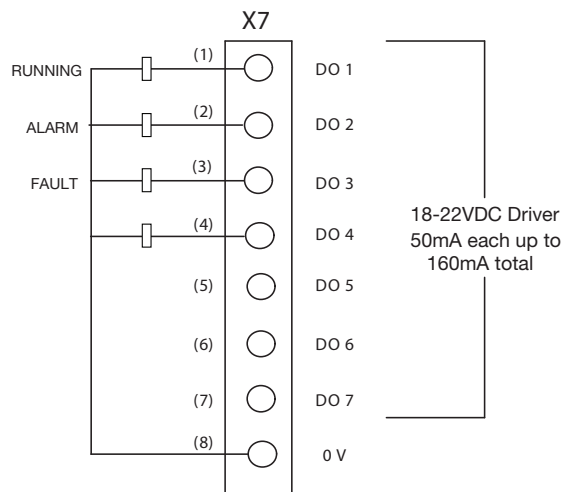 X7
RUNNING (1) DO 1
ALARM (2) DO 2
FAULT (3) DO 3
(4) DO 4
18-22VDC Driver
50mA each up to
160mA total
(5) DO 5
(6) DO 6
(7) DO 7
(8) 0 V